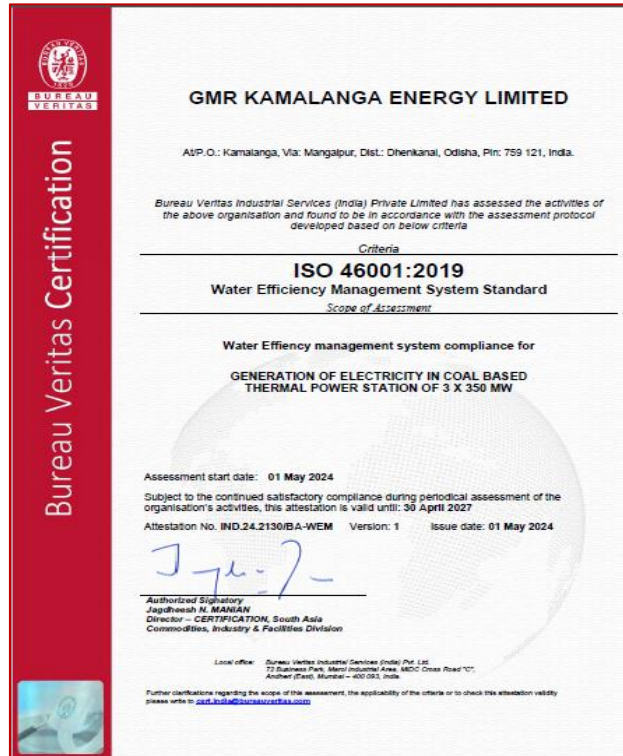 BUREAU VERITAS
BUREAU
VERITAS
Bureau Veritas Certification
GMR KAMALANGA ENERGY LIMITED
At/P.O.: Kamalanga, Via: Mangalpur, Dist.: Dhenkanal, Odisha, Pin: 759 121, India.
Bureau Veritas Industrial Services (India) Private Limited has assessed the activities of
the above organisation and found to be in accordance with the assessment protocol
developed based on below criteria
Criteria
ISO 46001:2019
Water Efficiency Management System Standard
Scope of Assessment
Water Effiency management system compliance for
GENERATION OF ELECTRICITY IN COAL BASED
THERMAL POWER STATION OF 3 X 350 MW
Assessment start date: 01 May 2024
Subject to the continued satisfactory compliance during periodical assessment of the
organisation's activities, this attestation is valid until: 30 April 2027
Attestation No. IND.24.2130/BA-WEM Version: 1 Issue date: 01 May 2024
Authorized Signatory
Jagdheesh N. MANIAN
Director – CERTIFICATION, South Asia
Commodities, Industry & Facilities Division
Local office: Bureau Veritas Industrial Services (India) Pvt. Ltd.
72 Business Park, Marol Industrial Area, MIDC Cross Road "C",
Andheri (East), Mumbai – 400 093, India.
Further clarifications regarding the scope of this assessment, the applicability of the criteria or to check this attestation validity
please write to cert.india@bureauveritas.com